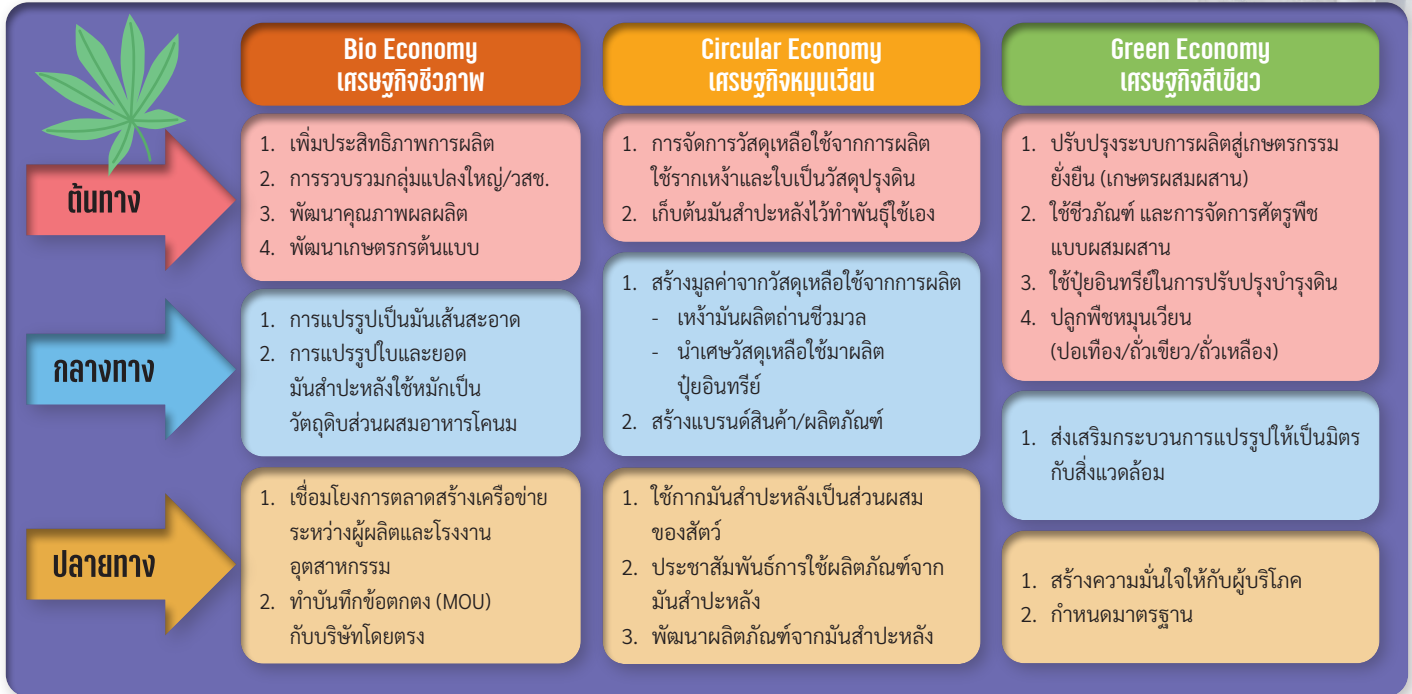 Bio Economy
เศรษฐกิจชีวภาพ
Circular Economy
เศรษฐกิจหมุนเวียน
Green Economy
เศรษฐกิจสีเขียว
ต้นทาง
1. เพิ่มประสิทธิภาพการผลิต
2. การรวบรวมกลุ่มแปลงใหญ่/วสช.
3. พัฒนาคุณภาพผลผลิต
4. พัฒนาเกษตรกรต้นแบบ
1. การจัดการวัสดุเหลือใช้จากการผลิต
ใช้รากเหง้าและใบเป็นวัสดุปรุงดิน
2. เก็บต้นมันสำปะหลังไว้ทำพันธุ์ใช้เอง
1. ปรับปรุงระบบการผลิตสู่เกษตรกรรม
ยั่งยืน (เกษตรผสมผสาน)
2. ใช้ชีวภัณฑ์ และการจัดการศัตรูพืช
แบบผสมผสาน
3. ใช้ปุ๋ยอินทรีย์ในการปรับปรุงบำรุงดิน
4. ปลูกพืชหมุนเวียน
(ปอเทือง/ถั่วเขียว/ถั่วเหลือง)
กลางทาง
1. การแปรรูปเป็นมันเส้นสะอาด
2. การแปรรูปใบและยอด
มันสำปะหลังใช้หมักเป็น
วัตถุดิบส่วนผสมอาหารโคนม
1. สร้างมูลค่าจากวัสดุเหลือใช้จากการผลิต
- เหง้ามันผลิตถ่านชีวมวล
- นำเศษวัสดุเหลือใช้มาผลิต
ปุ๋ยอินทรีย์
2. สร้างแบรนด์สินค้า/ผลิตภัณฑ์
1. ส่งเสริมกระบวนการแปรรูปให้เป็นมิตร
กับสิ่งแวดล้อม
ปลายทาง
1. เชื่อมโยงการตลาดสร้างเครือข่าย
ระหว่างผู้ผลิตและโรงงาน
อุตสาหกรรม
2. ทำบันทึกข้อตกตง (MOU)
กับบริษัทโดยตรง
1. ใช้กากมันสำปะหลังเป็นส่วนผสม
ของสัตว์
2. ประชาสัมพันธ์การใช้ผลิตภัณฑ์จาก
มันสำปะหลัง
3. พัฒนาผลิตภัณฑ์จากมันสำปะหลัง
1. สร้างความมั่นใจให้กับผู้บริโภค
2. กำหนดมาตรฐาน